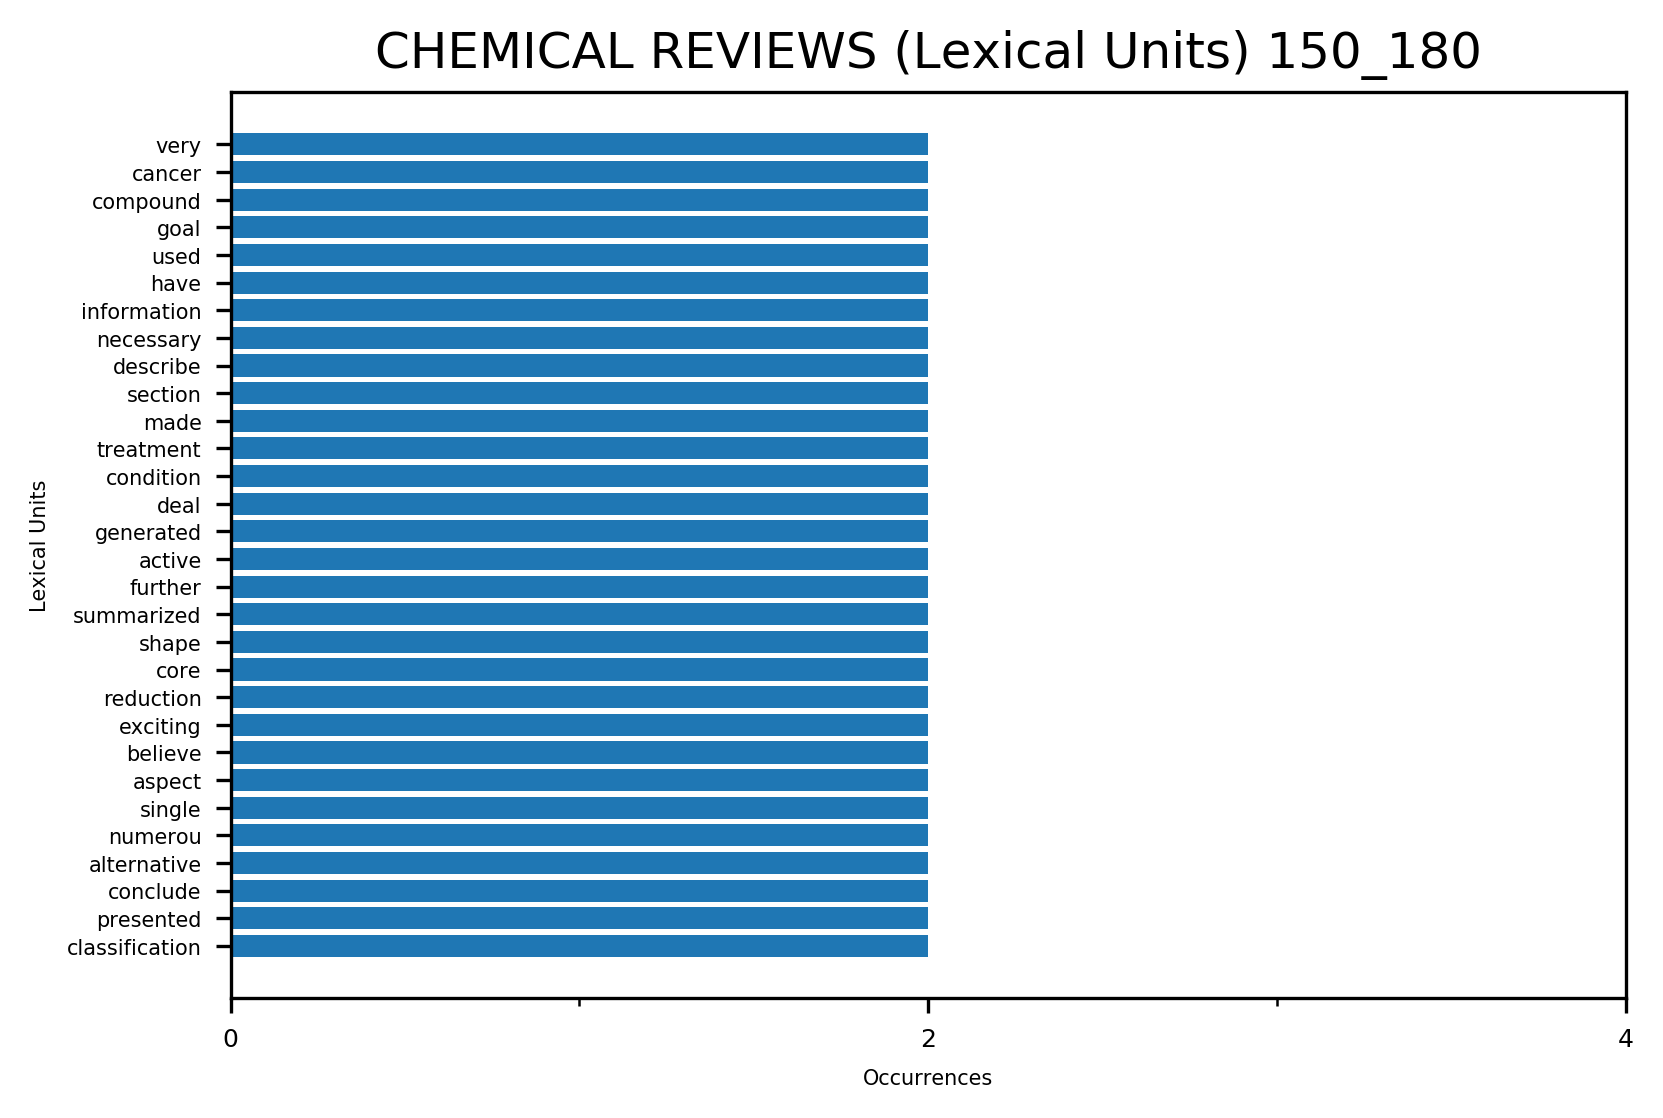 CHEMICAL REVIEWS (Lexical Units) 150_180
very
cancer
compound
goal
used
have
information
necessary
describe
section
made
treatment
condition
deal
generated
active
further
summarized
shape
core
reduction
exciting
believe
aspect
single
numerou
alternative
conclude
presented
classification
Lexical Units
0 2 4
Occurrences